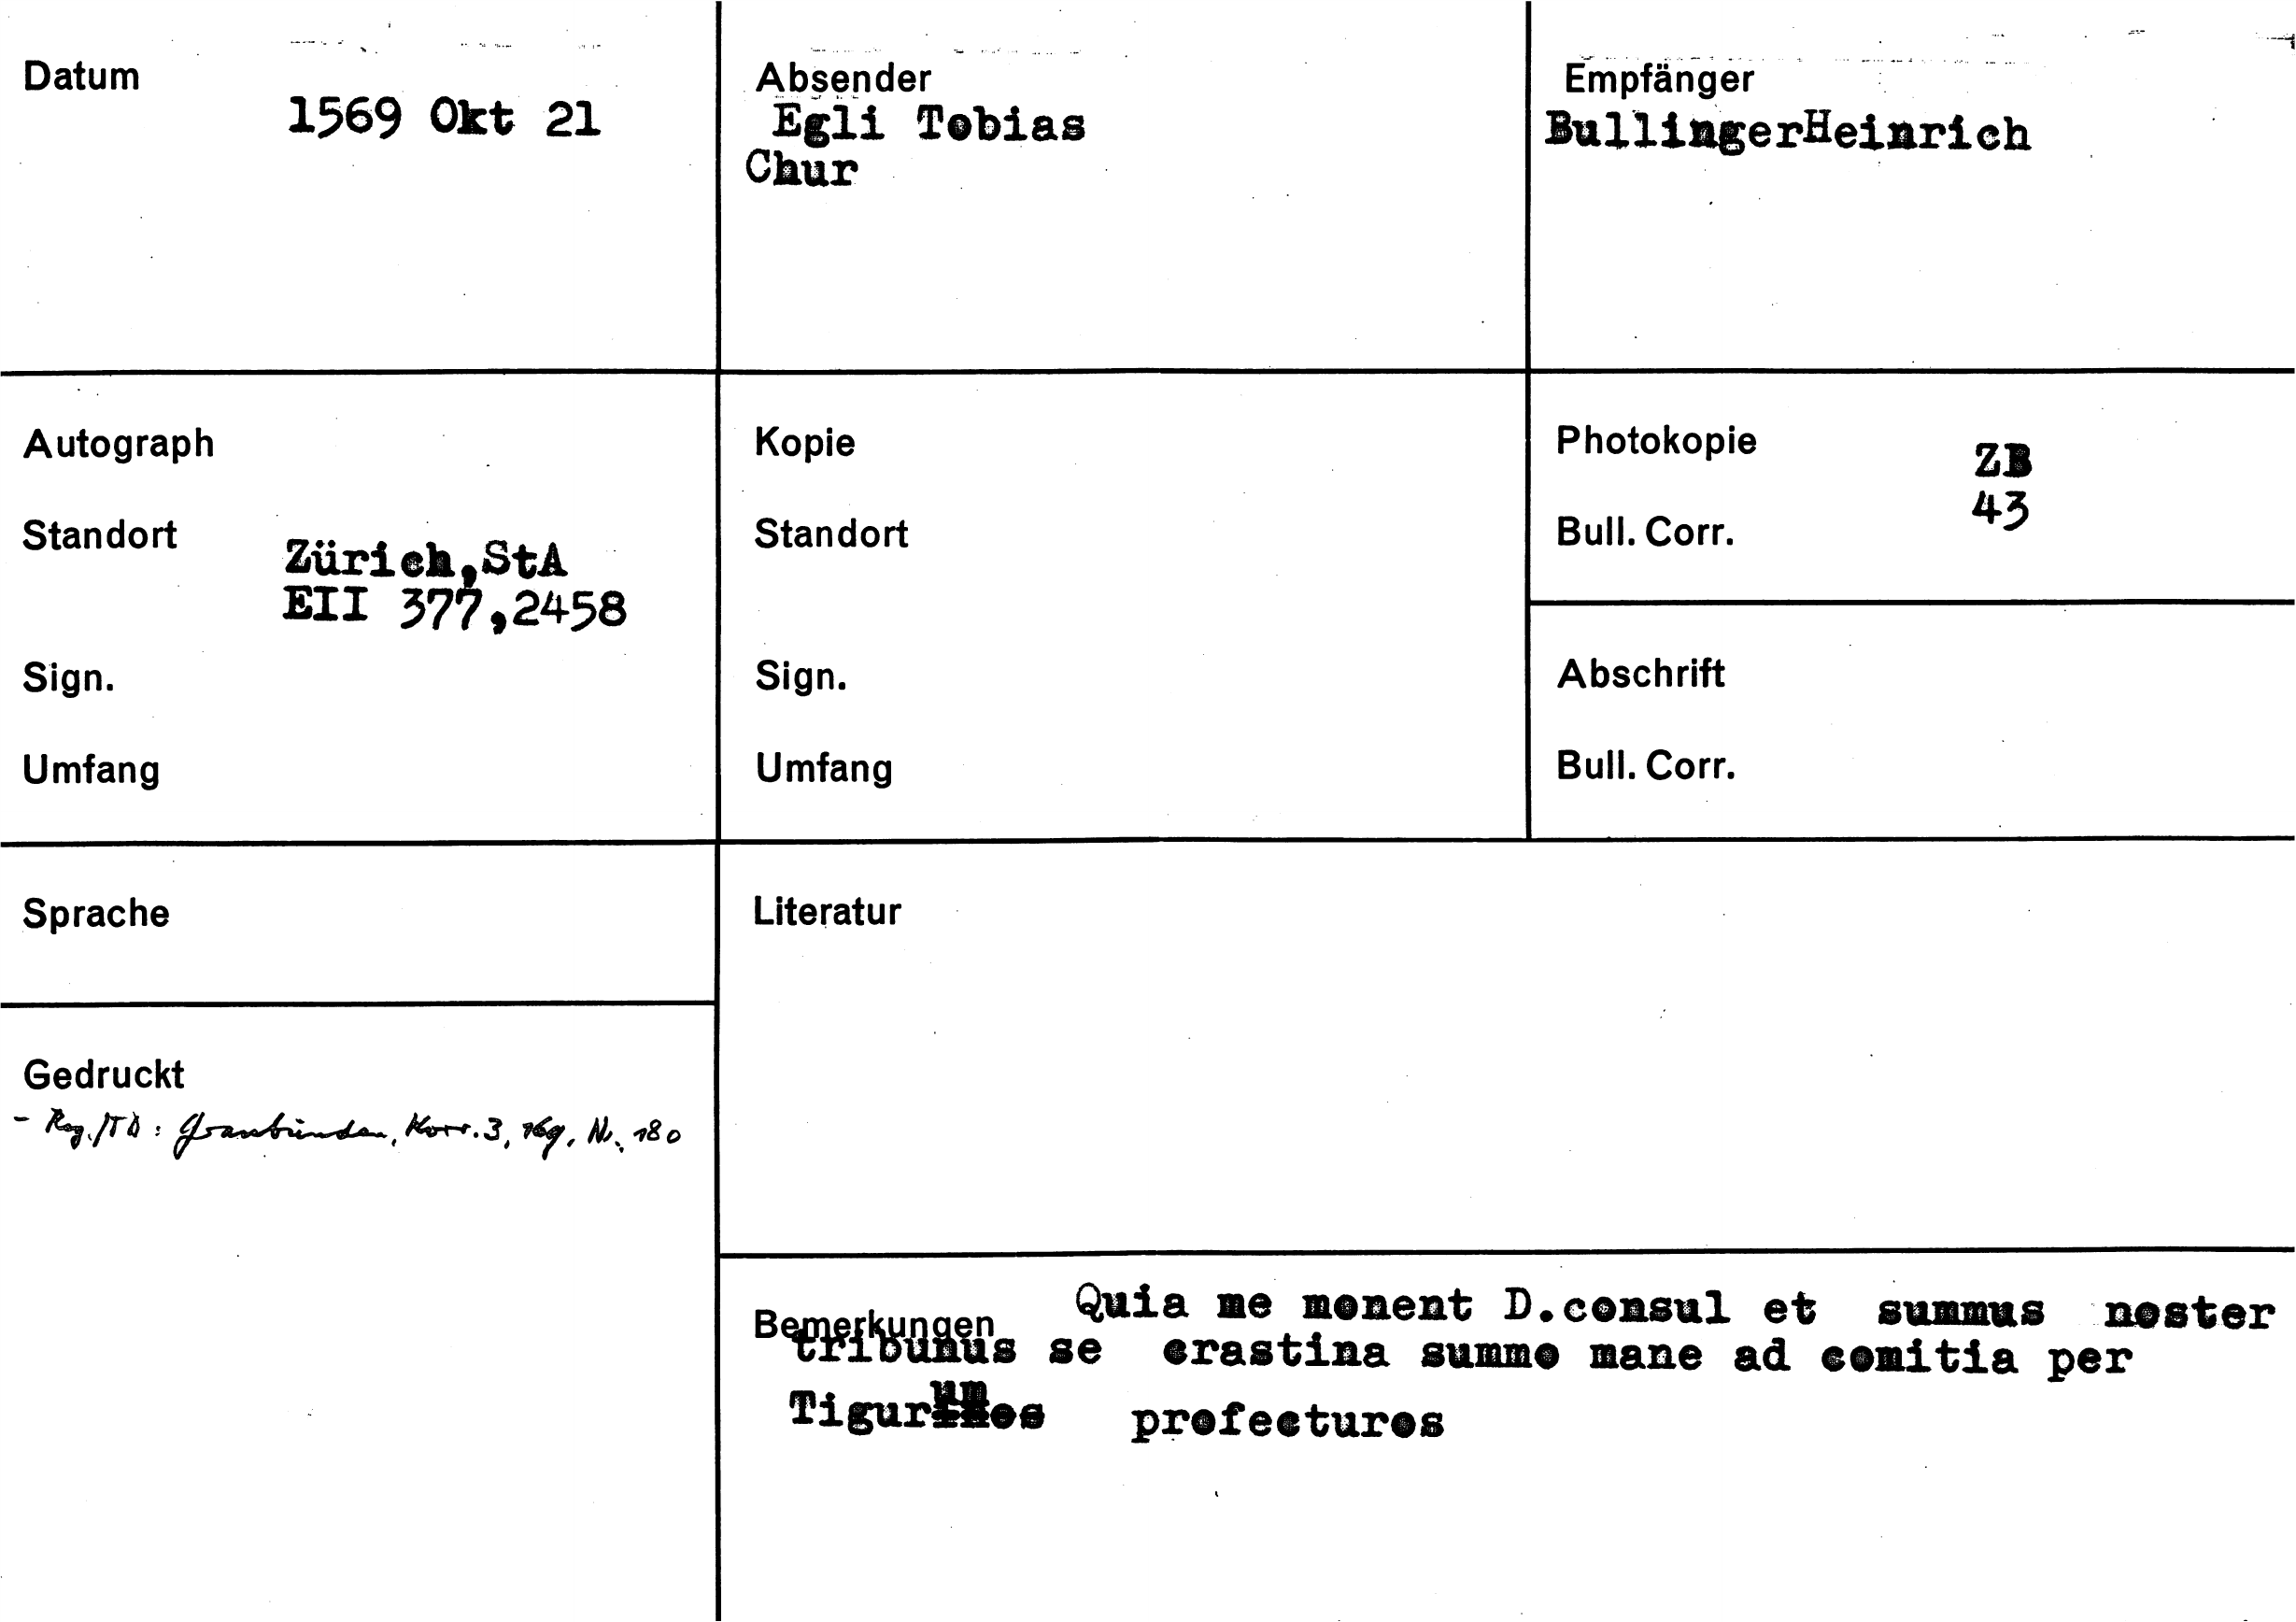 Datum
1569 Okt 21
Absender
Egli Tobias
Chur
Empfänger
BullingerHeinrich
Autograph
Standort
Zürich,StA
EII 377,2458
Sign.
Umfang
Kopie
Standort
Sign.
Umfang
Photokopie
ZB
Bull. Corr.
43
Abschrift
Bull. Corr.
Sprache
Gedruckt
- Reg./TD: Graubünden, Korr. 3, 169, Nr. 180
Literatur
Bemerkungen
Quia me monent D.consul et summus noster
tribunus se crastina summo mane ad comitia per
Tigurum profecturos